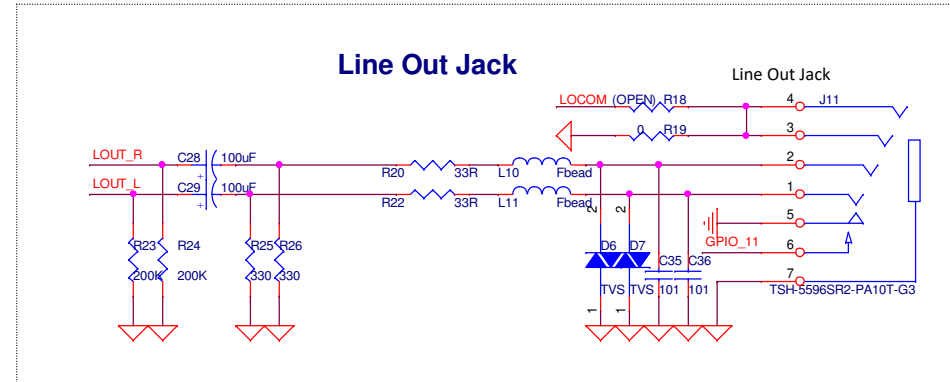 Line Out Jack
Line Out Jack
LOCOM (OPEN) R18 4 J11
0 R19 3
LOUT_R C28 100uF 2
R20 33R L10 Fbead
LOUT_L C29 100uF 1
R22 33R L11 Fbead
+
+
2 2 5
GPIO_11 6
R23 R24 R25 R26 D6 D7 C35 C36
200K 200K 330 330 TVS TVS 101 101
7
TSH-5596SR2-PA10T-G3
1 1